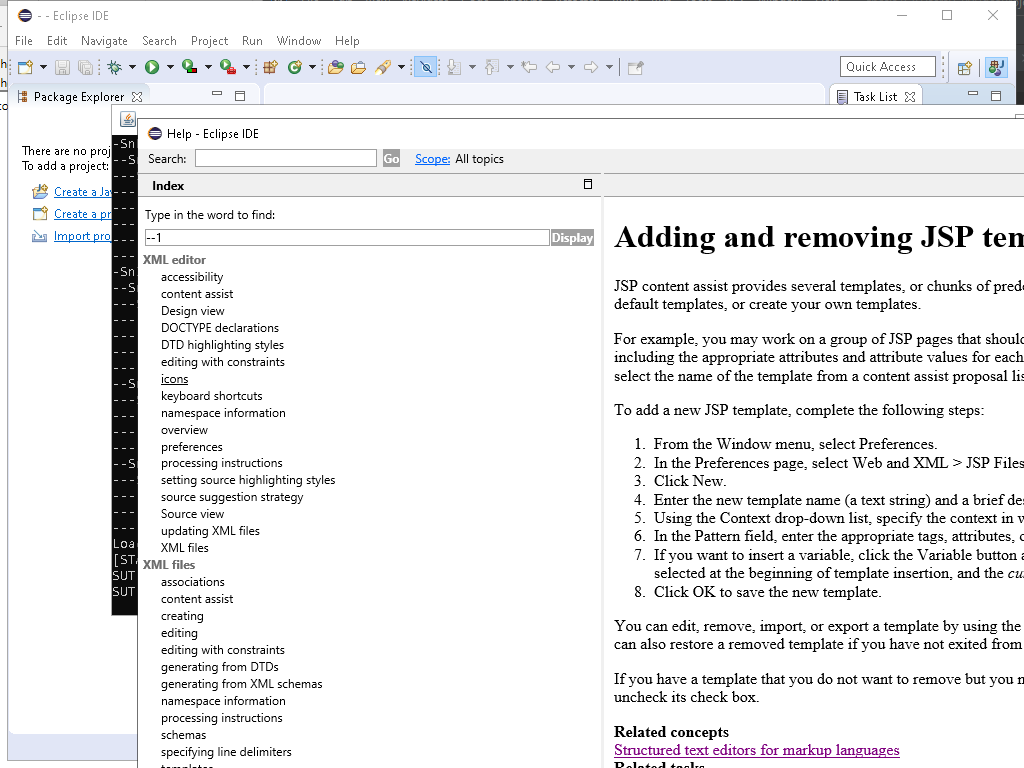 - - Eclipse IDE
File Edit Navigate Search Project Run Window Help
Quick Access
Package Explorer
Task List
There are no proj
To add a project:
Create a Ja
Create a pr
Import pro
Help - Eclipse IDE
Search:
Go
Scope: All topics
Index
Type in the word to find:
--1
Display
XML editor
accessibility
content assist
Design view
DOCTYPE declarations
DTD highlighting styles
editing with constraints
icons
keyboard shortcuts
namespace information
overview
preferences
processing instructions
setting source highlighting styles
source suggestion strategy
Source view
updating XML files
XML files
XML files
associations
content assist
creating
editing
editing with constraints
generating from DTDs
generating from XML schemas
namespace information
processing instructions
schemas
specifying line delimiters
templates
Adding and removing JSP tem
JSP content assist provides several templates, or chunks of prede
default templates, or create your own templates.
For example, you may work on a group of JSP pages that should
including the appropriate attributes and attribute values for each
select the name of the template from a content assist proposal lis
To add a new JSP template, complete the following steps:
1. From the Window menu, select Preferences.
2. In the Preferences page, select Web and XML > JSP Files
3. Click New.
4. Enter the new template name (a text string) and a brief des
5. Using the Context drop-down list, specify the context in w
6. In the Pattern field, enter the appropriate tags, attributes, o
7. If you want to insert a variable, click the Variable button a
selected at the beginning of template insertion, and the cu
8. Click OK to save the new template.
You can edit, remove, import, or export a template by using the
can also restore a removed template if you have not exited from
If you have a template that you do not want to remove but you n
uncheck its check box.
Related concepts
Structured text editors for markup languages
Related tasks
-Sn
--Sn
-Sn
--Sn
--Sn
--Sn
Loa
[STA
SUT
SUT